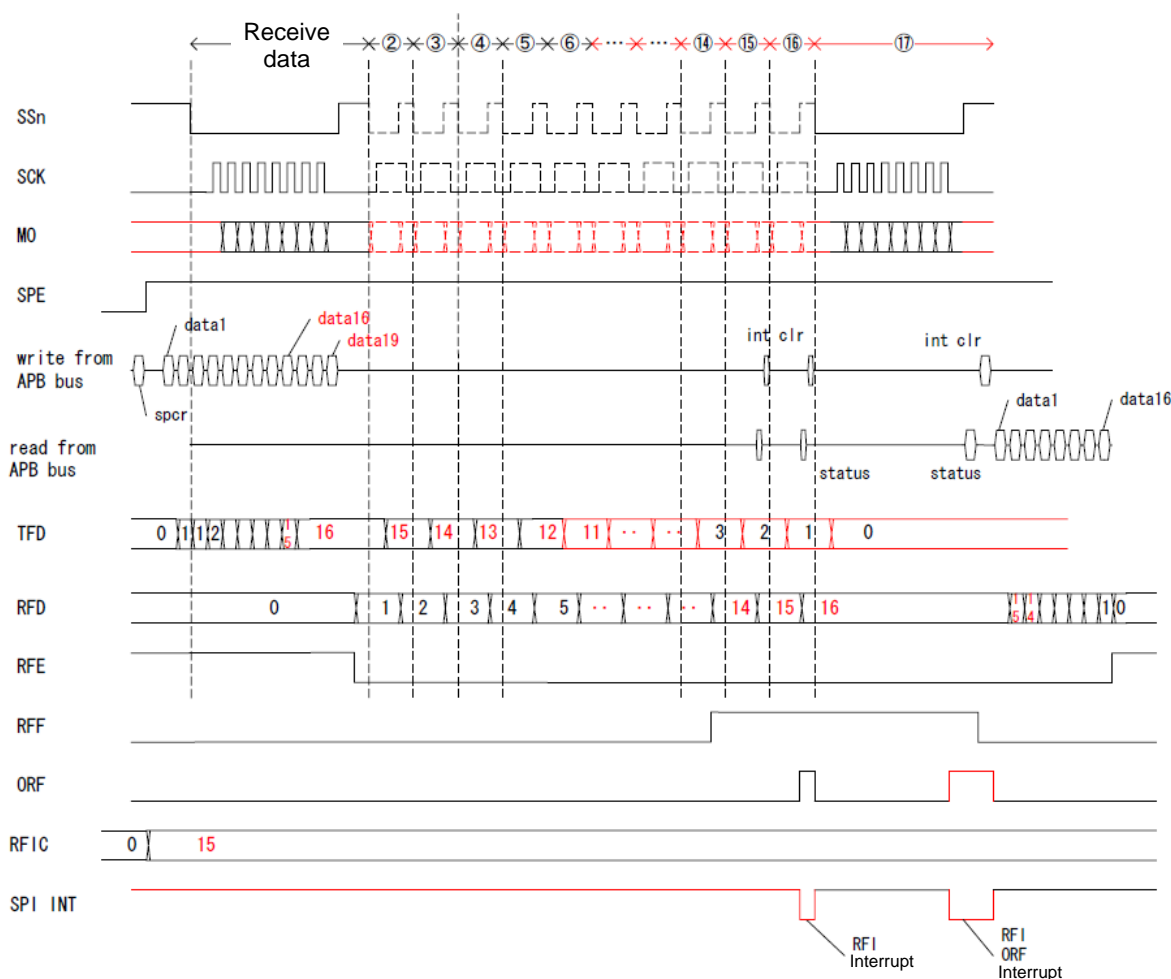 Receive
data
② ③ ④ ⑤ ⑥ ... ... ⑭ ⑮ ⑯ ⑰
SSn
SCK
MO
SPE
data1 data16
data19
int clr int clr
write from
APB bus
spcr
data1 data16
read from
APB bus
status status
TFD 0 1 1 2 15 16 15 14 13 12 11 .. .. 3 2 1 0
RFD 0 1 2 3 4 5 .. .. .. 14 15 16 15 14 1 0
RFE
RFF
ORF
RFIC 0 15
SPI INT
RFI
Interrupt
RFI
ORF
Interrupt